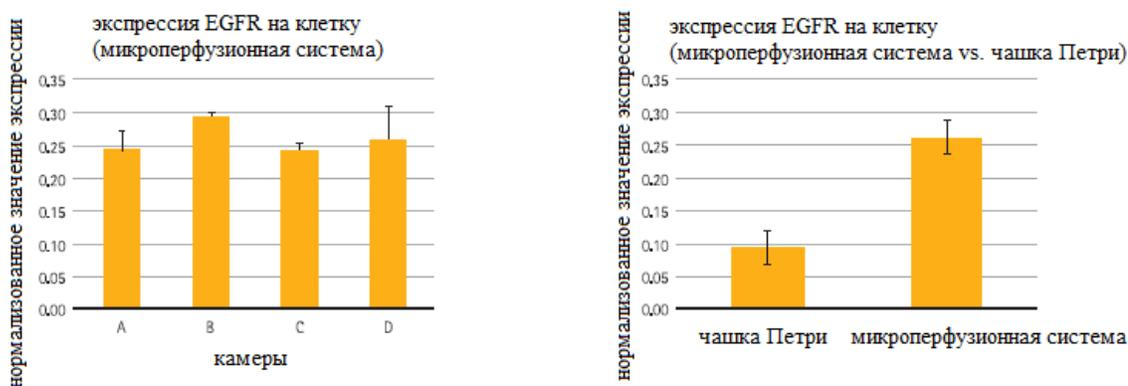 экспрессия EGFR на клетку
(микроперфузионная система)
нормализованное значение экспрессии
0.35
0.30
0.25
0.20
0.15
0.10
0.05
0.00
A B C D
камеры
экспрессия EGFR на клетку
(микроперфузионная система vs. чашка Петри)
нормализованное значение экспрессии
0.35
0.30
0.25
0.20
0.15
0.10
0.05
0.00
чашка Петри микроперфузионная система